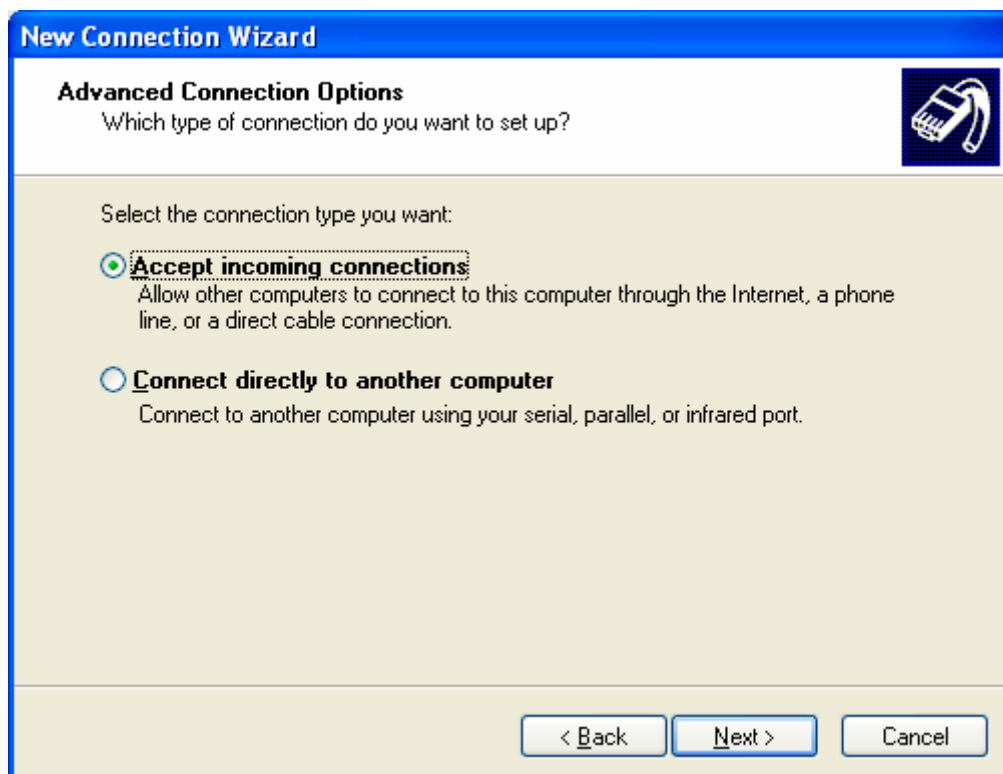 New Connection Wizard
Advanced Connection Options
Which type of connection do you want to set up?
Select the connection type you want:
Accept incoming connections
Allow other computers to connect to this computer through the Internet, a phone
line, or a direct cable connection.
Connect directly to another computer
Connect to another computer using your serial, parallel, or infrared port.
< Back Next > Cancel